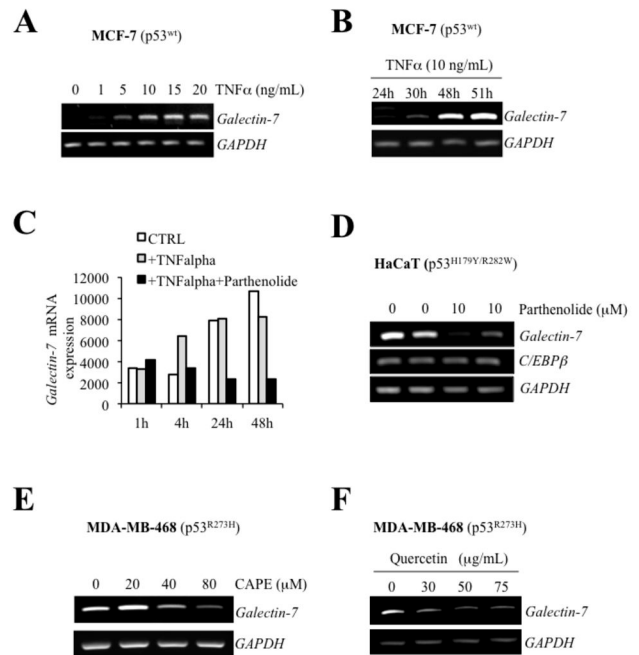 A
MCF-7 (p53wt)
0 1 5 10 15 20 TNFα (ng/mL)
Galectin-7
GAPDH
B
MCF-7 (p53wt)
TNFα (10 ng/mL)
24h 30h 48h 51h
Galectin-7
GAPDH
C
CTRL
+TNFalpha
+TNFalpha+Parthenolide
Galectin-7 mRNA
expression
12000
10000
8000
6000
4000
2000
0
1h 4h 24h 48h
D
HaCaT (p53H179Y/R282W)
0 0 10 10 Parthenolide (µM)
Galectin-7
C/EBPβ
GAPDH
E
MDA-MB-468 (p53R273H)
0 20 40 80 CAPE (µM)
Galectin-7
GAPDH
F
MDA-MB-468 (p53R273H)
Quercetin (µg/mL)
0 30 50 75
Galectin-7
GAPDH